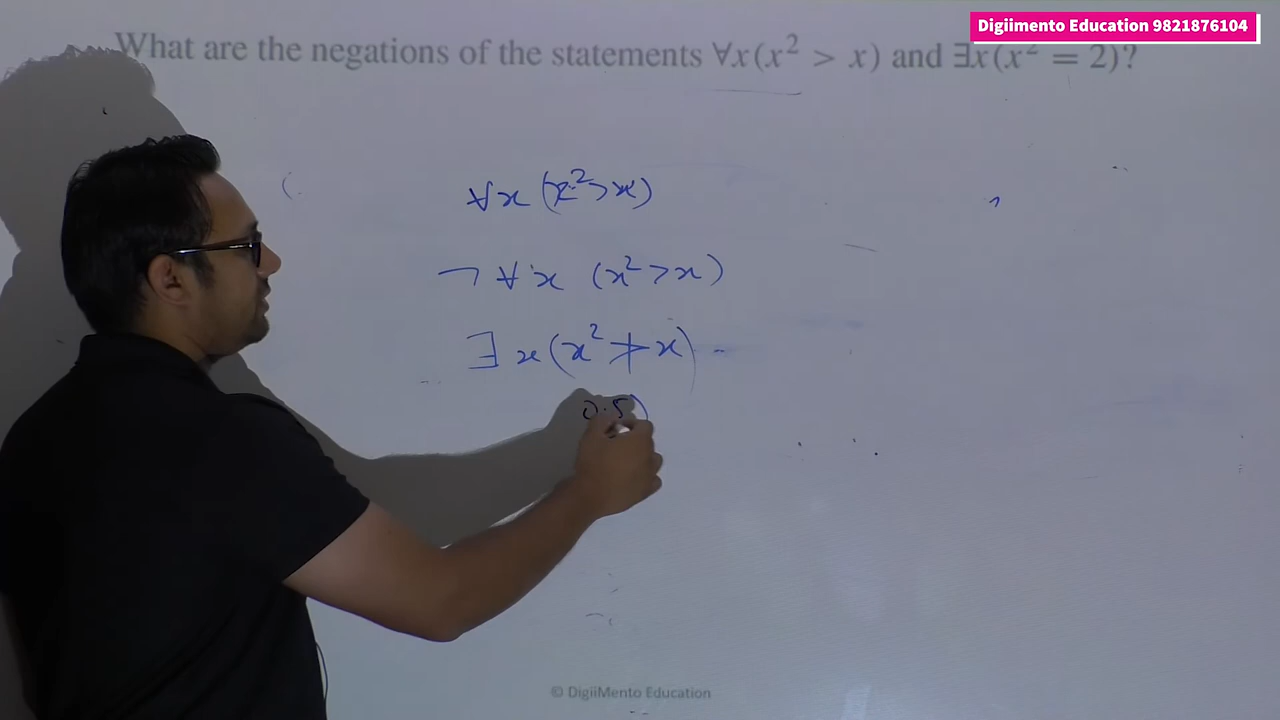 Digiimento Education 9821876104
What are the negations of the statements ∀x(x² > x) and ∃x(x² = 2)?
∀x (x² > x)
¬ ∀x (x² > x)
∃ x (x² ≯ x)
0.5)
© DigiiMento Education